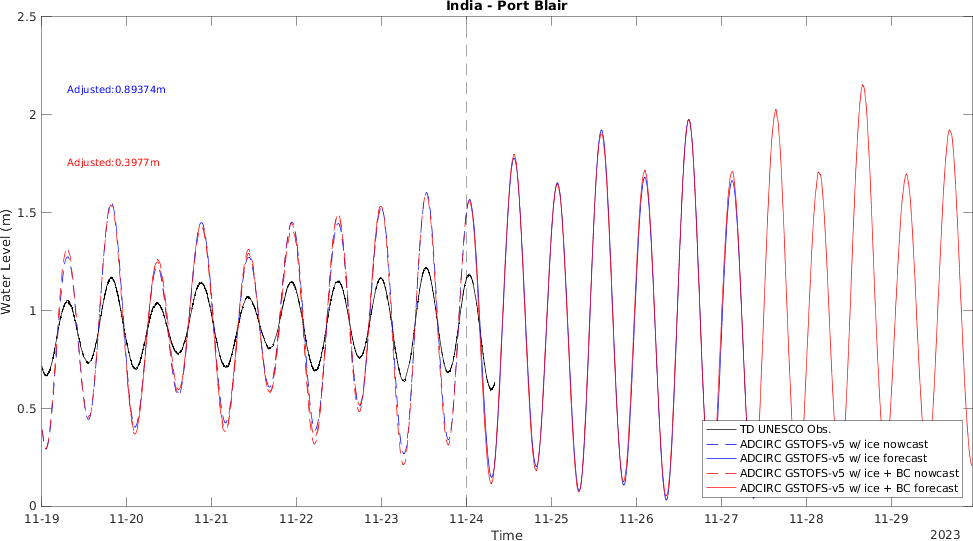 India - Port Blair
Adjusted:0.89374m
Adjusted:0.3977m
Water Level (m)
2.5
2
1.5
1
0.5
0
TD UNESCO Obs.
ADCIRC GSTOFS-v5 w/ ice nowcast
ADCIRC GSTOFS-v5 w/ ice forecast
ADCIRC GSTOFS-v5 w/ ice + BC nowcast
ADCIRC GSTOFS-v5 w/ ice + BC forecast
11-19 11-20 11-21 11-22 11-23 11-24 11-25 11-26 11-27 11-28 11-29
Time
2023